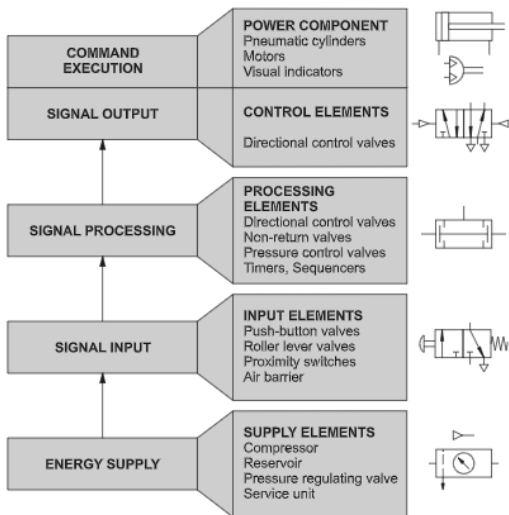 COMMAND
EXECUTION
POWER COMPONENT
Pneumatic cylinders
Motors
Visual indicators
SIGNAL OUTPUT
CONTROL ELEMENTS
Directional control valves
SIGNAL PROCESSING
PROCESSING
ELEMENTS
Directional control valves
Non-return valves
Pressure control valves
Timers, Sequencers
SIGNAL INPUT
INPUT ELEMENTS
Push-button valves
Roller lever valves
Proximity switches
Air barrier
ENERGY SUPPLY
SUPPLY ELEMENTS
Compressor
Reservoir
Pressure regulating valve
Service unit